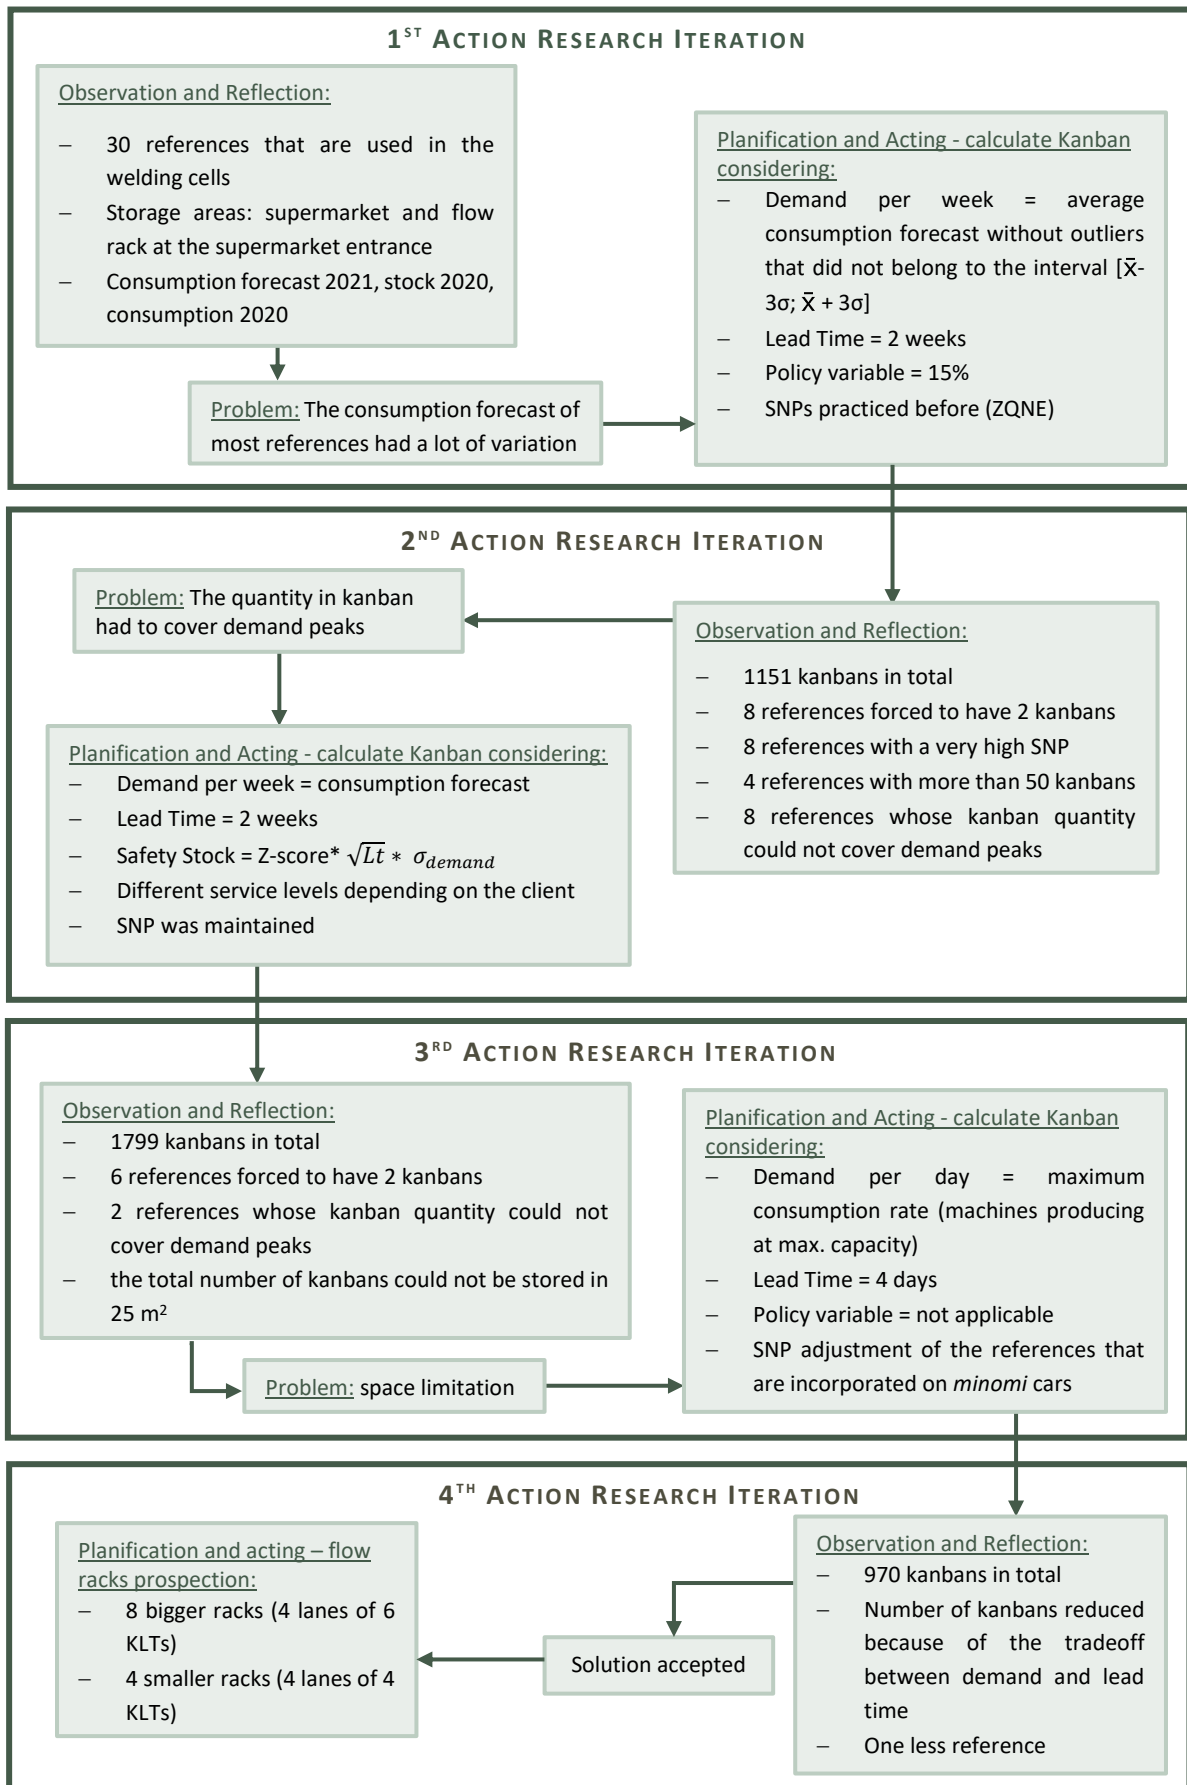 1ST ACTION RESEARCH ITERATION
Observation and Reflection:
– 30 references that are used in the
welding cells
– Storage areas: supermarket and flow
rack at the supermarket entrance
– Consumption forecast 2021, stock 2020,
consumption 2020
Problem: The consumption forecast of
most references had a lot of variation
Planification and Acting - calculate Kanban
considering:
– Demand per week = average
consumption forecast without outliers
that did not belong to the interval [x̄-
3σ; x̄ + 3σ]
– Lead Time = 2 weeks
– Policy variable = 15%
– SNPs practiced before (ZQNE)
2ND ACTION RESEARCH ITERATION
Observation and Reflection:
– 1151 kanbans in total
– 8 references forced to have 2 kanbans
– 8 references with a very high SNP
– 4 references with more than 50 kanbans
– 8 references whose kanban quantity
could not cover demand peaks
Problem: The quantity in kanban
had to cover demand peaks
Planification and Acting - calculate Kanban considering:
– Demand per week = consumption forecast
– Lead Time = 2 weeks
– Safety Stock = Z-score* √Lt * σdemand
– Different service levels depending on the client
– SNP was maintained
3RD ACTION RESEARCH ITERATION
Observation and Reflection:
– 1799 kanbans in total
– 6 references forced to have 2 kanbans
– 2 references whose kanban quantity could not
cover demand peaks
– the total number of kanbans could not be stored in
25 m²
Problem: space limitation
Planification and Acting - calculate Kanban
considering:
– Demand per day = maximum
consumption rate (machines producing
at max. capacity)
– Lead Time = 4 days
– Policy variable = not applicable
– SNP adjustment of the references that
are incorporated on minomi cars
4TH ACTION RESEARCH ITERATION
Observation and Reflection:
– 970 kanbans in total
– Number of kanbans reduced
because of the tradeoff
between demand and lead
time
– One less reference
Solution accepted
Planification and acting – flow
racks prospection:
– 8 bigger racks (4 lanes of 6
KLTs)
– 4 smaller racks (4 lanes of 4
KLTs)